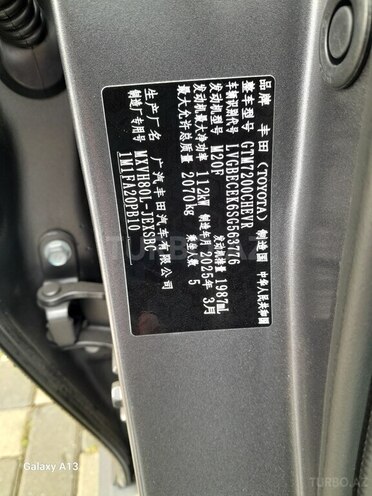 品牌 丰田(TOYOTA) 制造国 中华人民共和国
整车型号 GTM7200CHEVR
车辆识别代号 LVGBECEK0SG563776
发动机型号 M20F 发动机排量 1987mL
发动机最大净功率 112kW 制造年月 2025年 3月
最大允许总质量 2070kg 乘坐人数 5
生产厂名 广汽丰田汽车有限公司
制造厂专用号 MXVH80L-JEXSBC
1M1FA20PB10
TURBO.AZ
Galaxy A13
TURBO.AZ